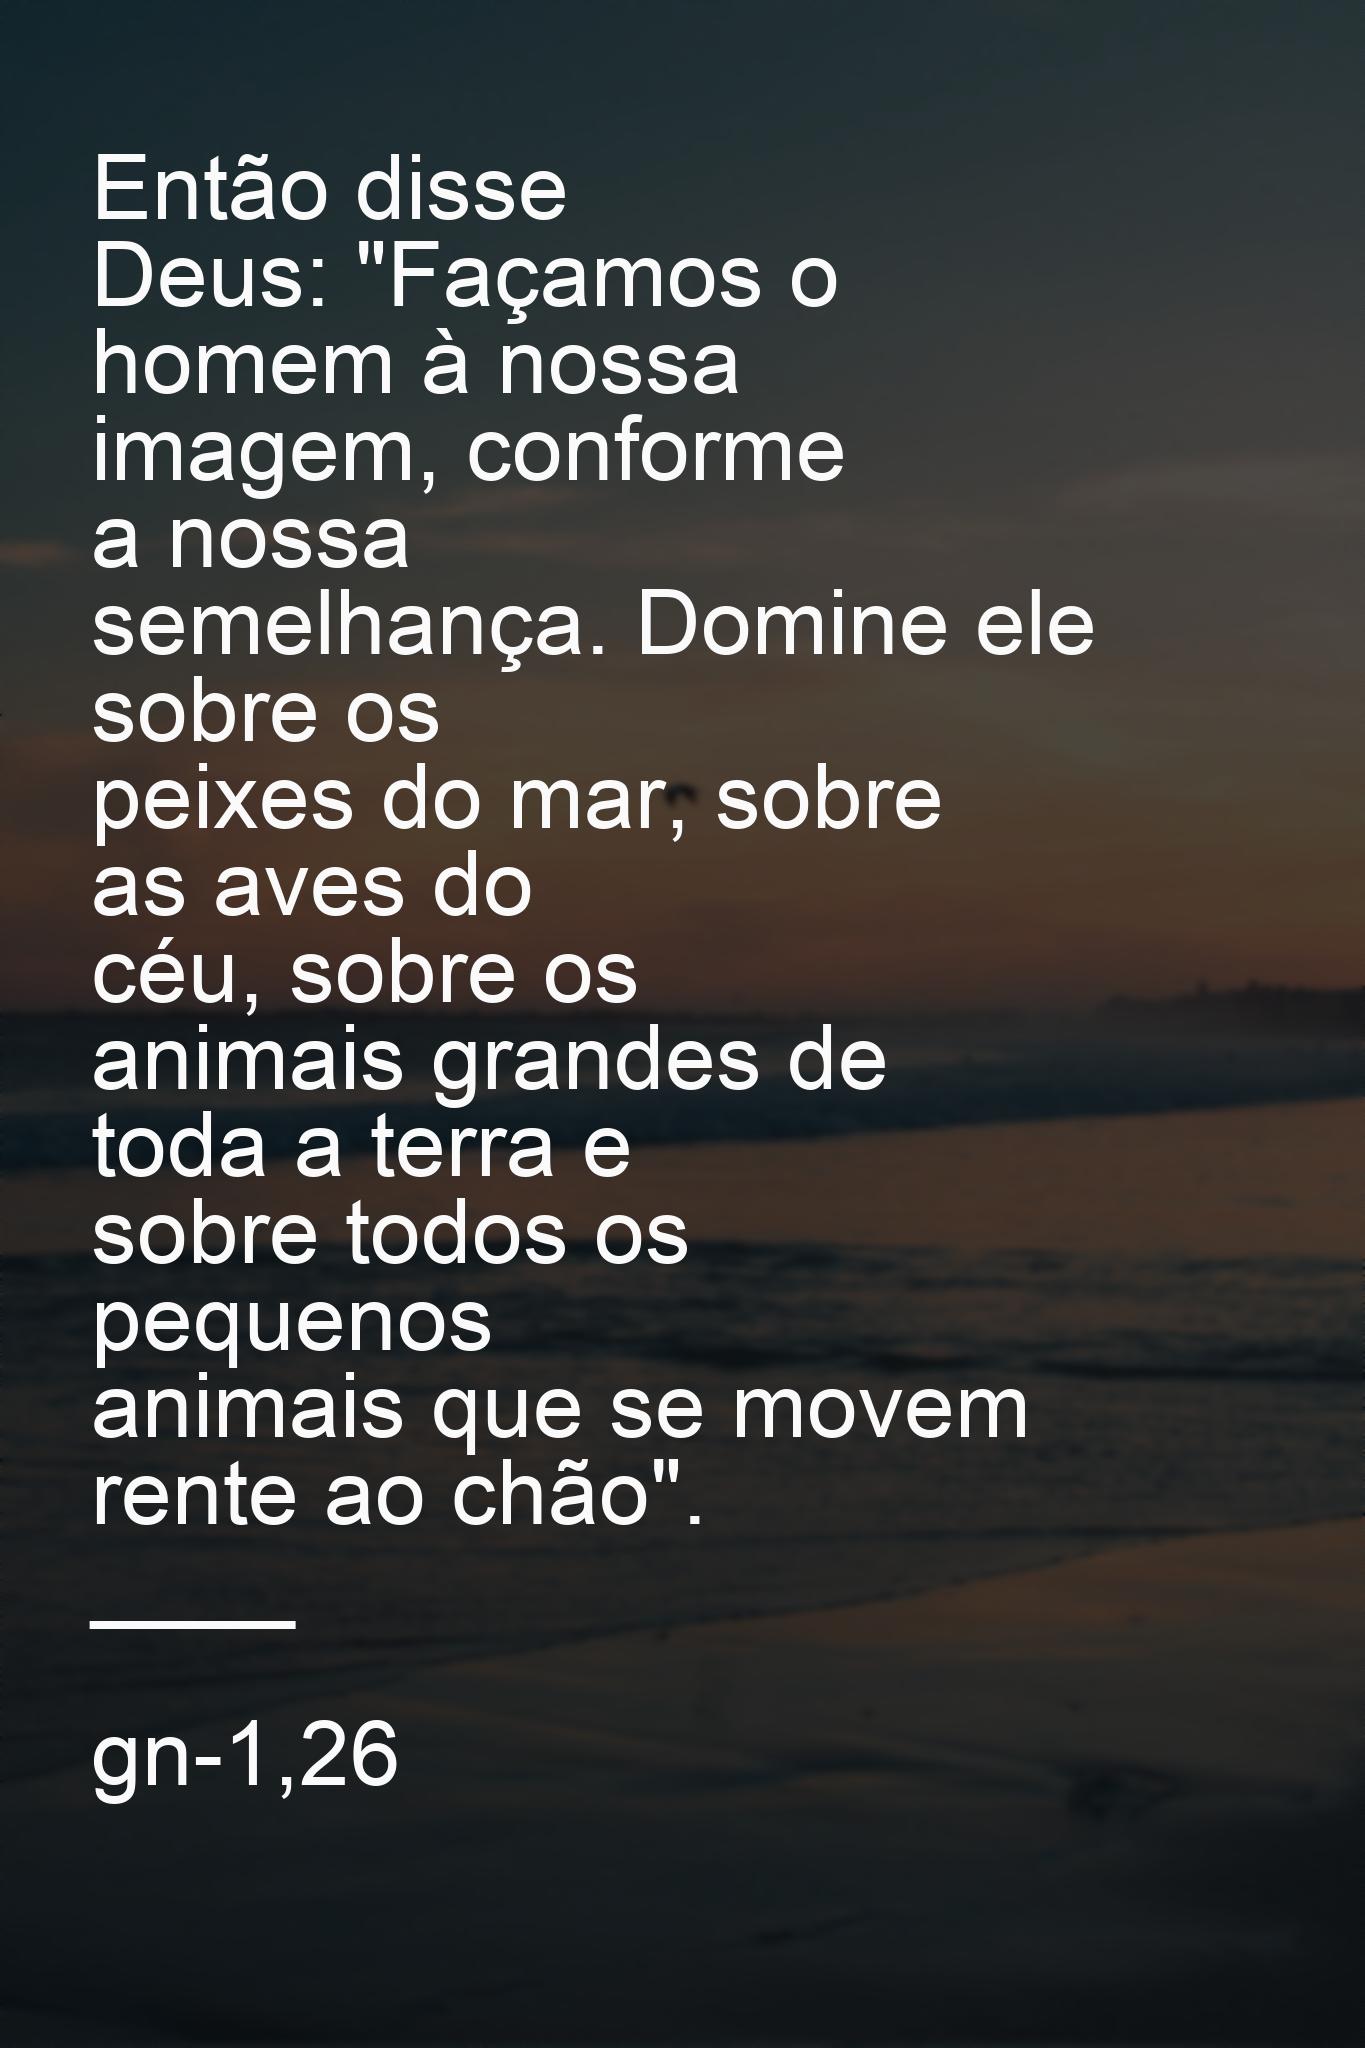 Então disse
Deus: "Façamos o
homem à nossa
imagem, conforme
a nossa
semelhança. Domine ele
sobre os
peixes do mar, sobre
as aves do
céu, sobre os
animais grandes de
toda a terra e
sobre todos os
pequenos
animais que se movem
rente ao chão".
gn-1,26